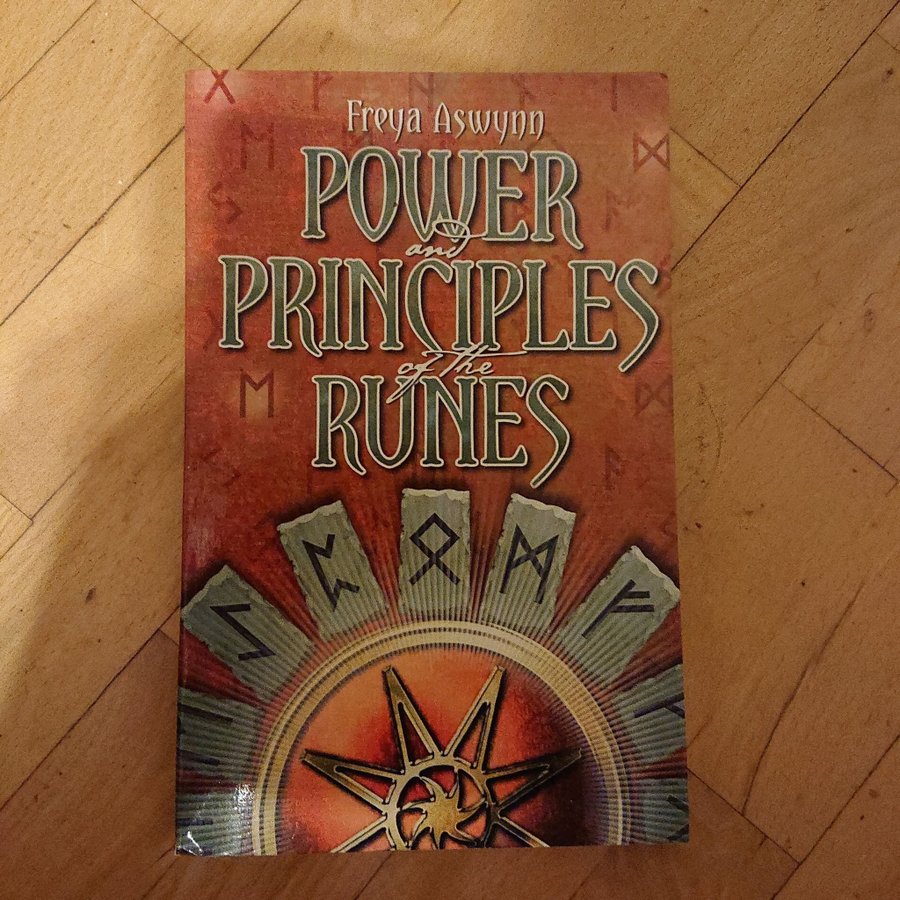 Freya Aswynn
POWER
and
PRINCIPLES
of the
RUNES
ᛇ ᛈ ᛟ ᛗ ᚠ